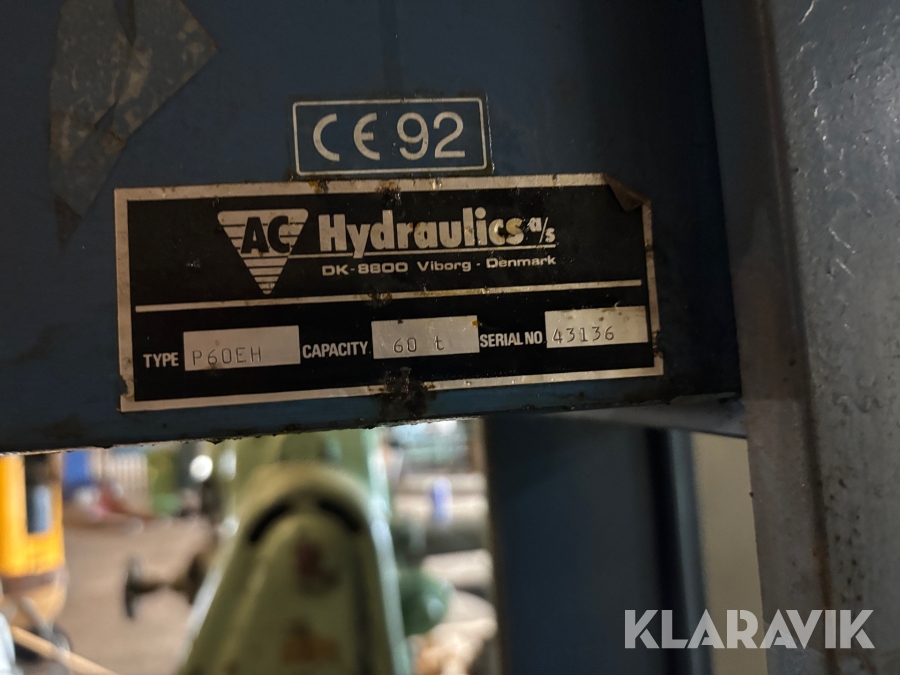 CE 92
AC Hydraulics a/s
DK-8800 Viborg - Denmark
TYPE P60EH CAPACITY 60 t SERIAL NO 43136
KLARAVIK